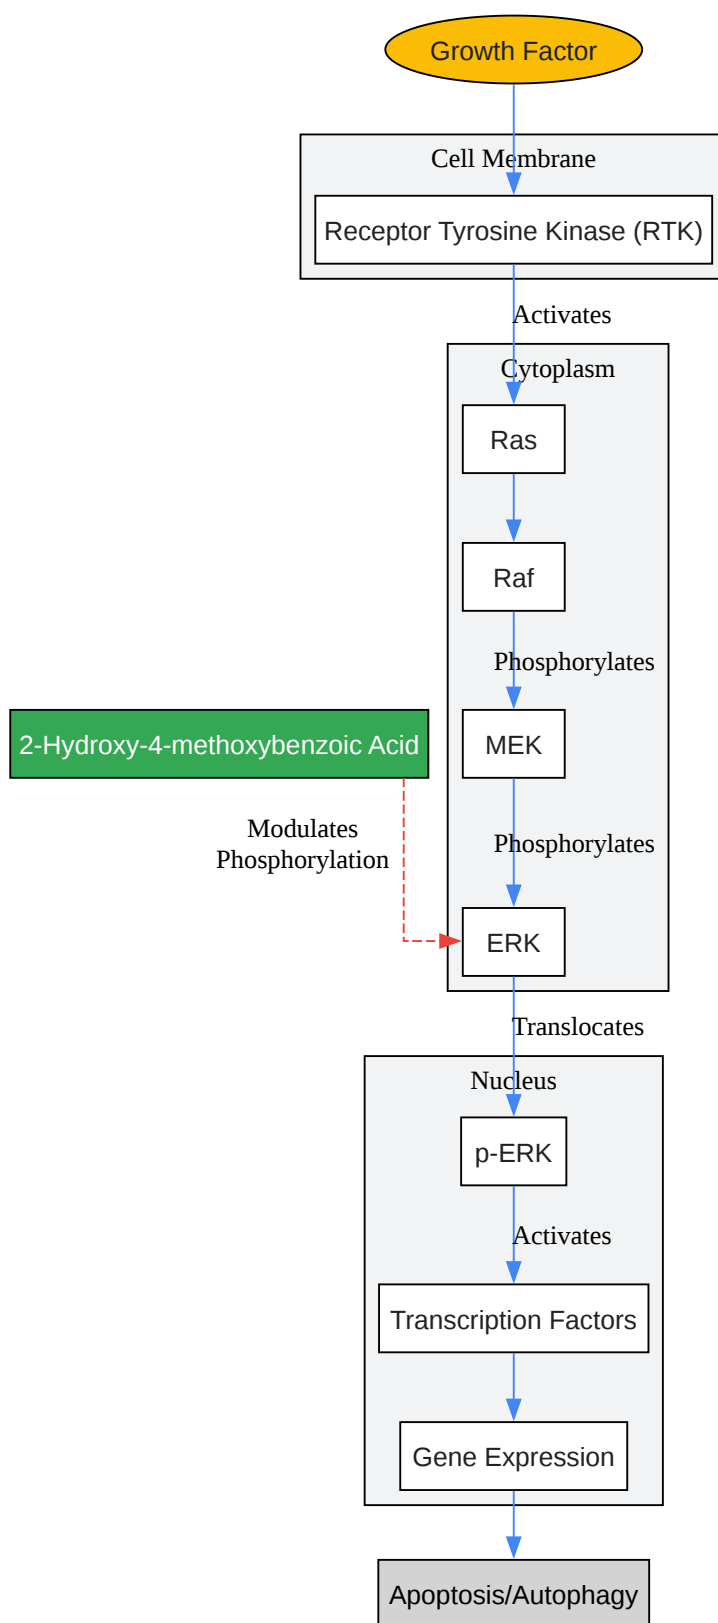 Growth Factor
Cell Membrane
Receptor Tyrosine Kinase (RTK)
Activates
Cytoplasm
Ras
Raf
Phosphorylates
2-Hydroxy-4-methoxybenzoic Acid
MEK
Modulates
Phosphorylation
Phosphorylates
ERK
Translocates
Nucleus
p-ERK
Activates
Transcription Factors
Gene Expression
Apoptosis/Autophagy